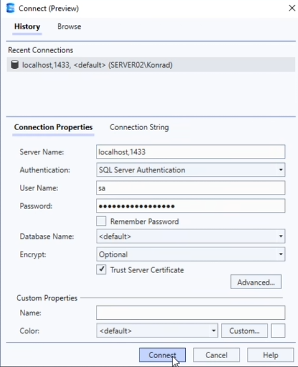 Connect (Preview)
History Browse
Recent Connections
localhost,1433, <default> (SERVER02\Konrad)
Connection Properties Connection String
Server Name: localhost,1433
Authentication: SQL Server Authentication
User Name: sa
Password: •••••••••••••••••
Remember Password
Database Name: <default>
Encrypt: Optional
Trust Server Certificate
Advanced...
Custom Properties
Name:
Color: <default> Custom...
Connect Cancel Help